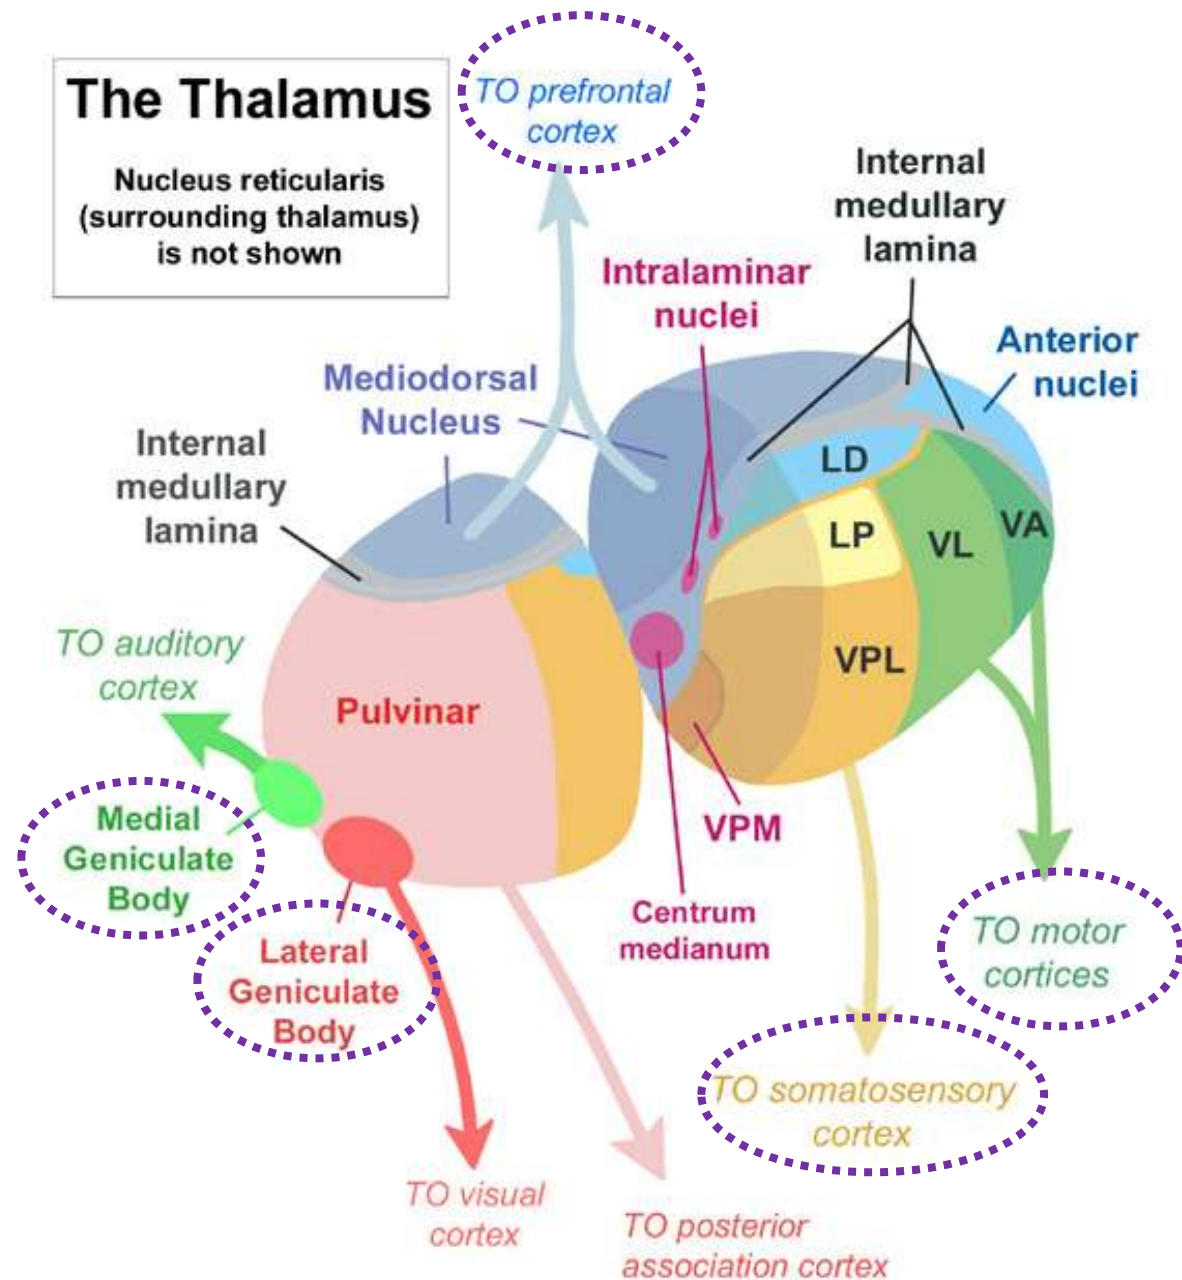 The Thalamus
Nucleus reticularis
(surrounding thalamus)
is not shown
TO prefrontal
cortex
Internal
medullary
lamina
Intralaminar
nuclei
Anterior
nuclei
Mediodorsal
Nucleus
Internal
medullary
lamina
LD
LP
VL
VA
TO auditory
cortex
VPL
Pulvinar
Medial
Geniculate
Body
VPM
Centrum
medianum
Lateral
Geniculate
Body
TO motor
cortices
TO somatosensory
cortex
TO visual
cortex
TO posterior
association cortex